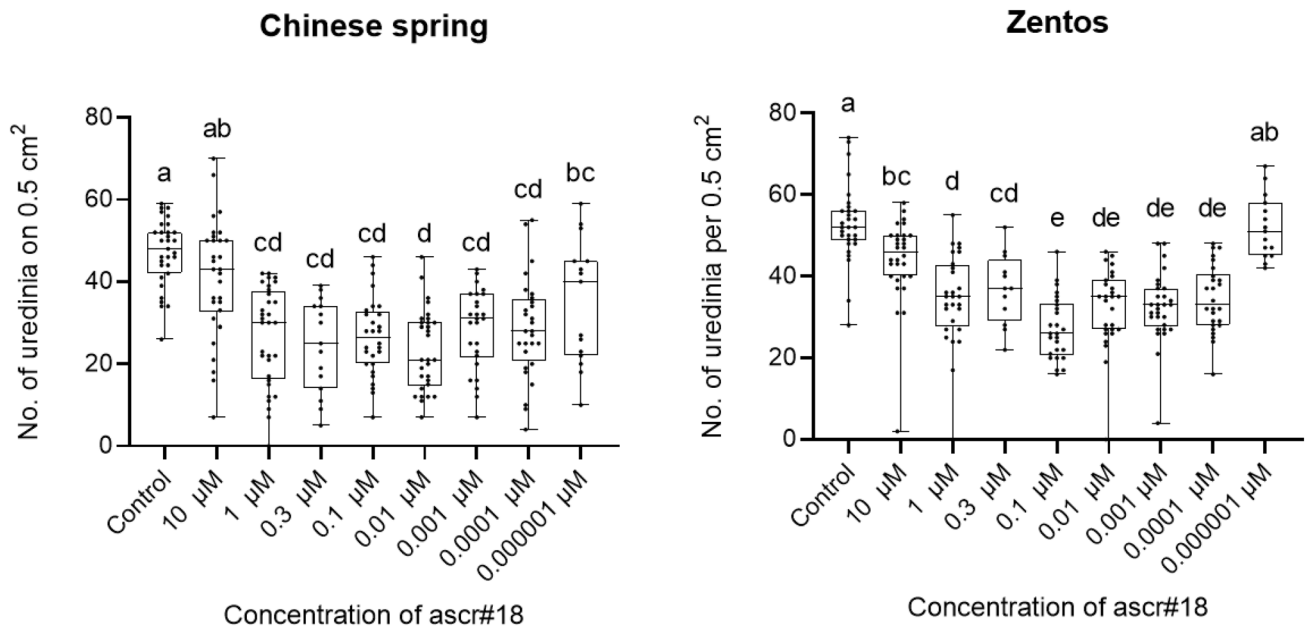 Chinese spring
No. of uredinia on 0.5 cm²
80
60
40
20
0
a
ab
cd
cd
cd
d
cd
cd
bc
Control
10 µM
1 µM
0.3 µM
0.1 µM
0.01 µM
0.001 µM
0.0001 µM
0.000001 µM
Concentration of ascr#18
Zentos
No. of uredinia per 0.5 cm²
80
60
40
20
0
a
bc
d
cd
e
de
de
de
ab
Control
10 µM
1 µM
0.3 µM
0.1 µM
0.01 µM
0.001 µM
0.0001 µM
0.0000001 µM
Concentration of ascr#18